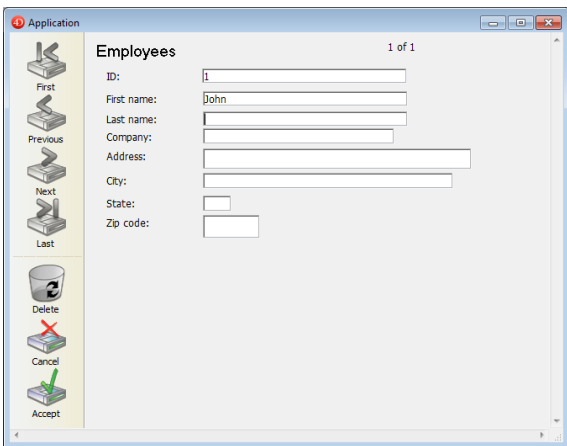 4D Application
Employees
1 of 1
ID: 1
First name: John
Last name:
Company:
Address:
City:
State:
Zip code:
First
Previous
Next
Last
Delete
Cancel
Accept